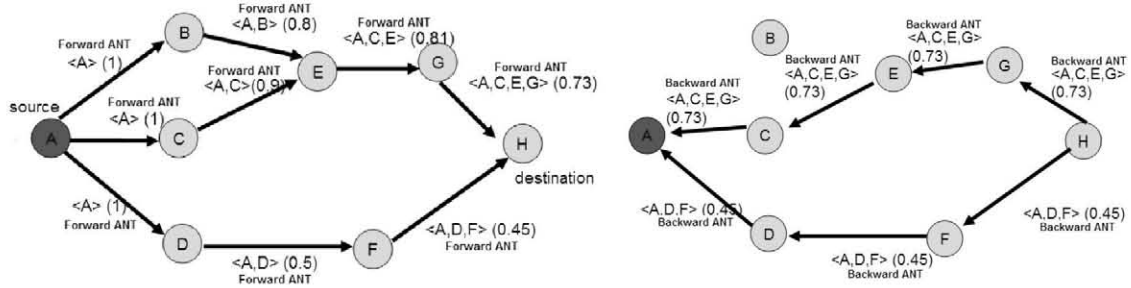 Forward ANT
<A,B> (0.8)
Forward ANT
<A,C,E> (0.81)
B
Forward ANT
<A> (1)
E
G
Forward ANT
<A,C> (0.9)
Forward ANT
<A,C,E,G> (0.73)
source
Forward ANT
<A> (1)
A
C
H
destination
<A> (1)
Forward ANT
D
F
<A,D,F> (0.45)
Forward ANT
<A,D> (0.5)
Forward ANT
B
Backward ANT
<A,C,E,G>
(0.73)
Backward ANT
<A,C,E,G>
(0.73)
E
G
Backward ANT
<A,C,E,G>
(0.73)
Backward ANT
<A,C,E,G>
(0.73)
A
C
H
<A,D,F> (0.45)
Backward ANT
<A,D,F> (0.45)
Backward ANT
D
F
<A,D,F> (0.45)
Backward ANT